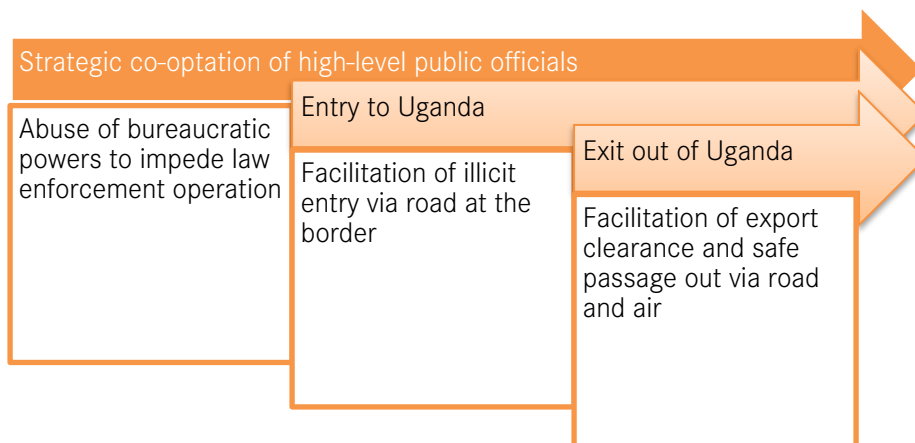 Strategic co-optation of high-level public officials
Abuse of bureaucratic
powers to impede law
enforcement operation
Entry to Uganda
Facilitation of illicit
entry via road at the
border
Exit out of Uganda
Facilitation of export
clearance and safe
passage out via road
and air